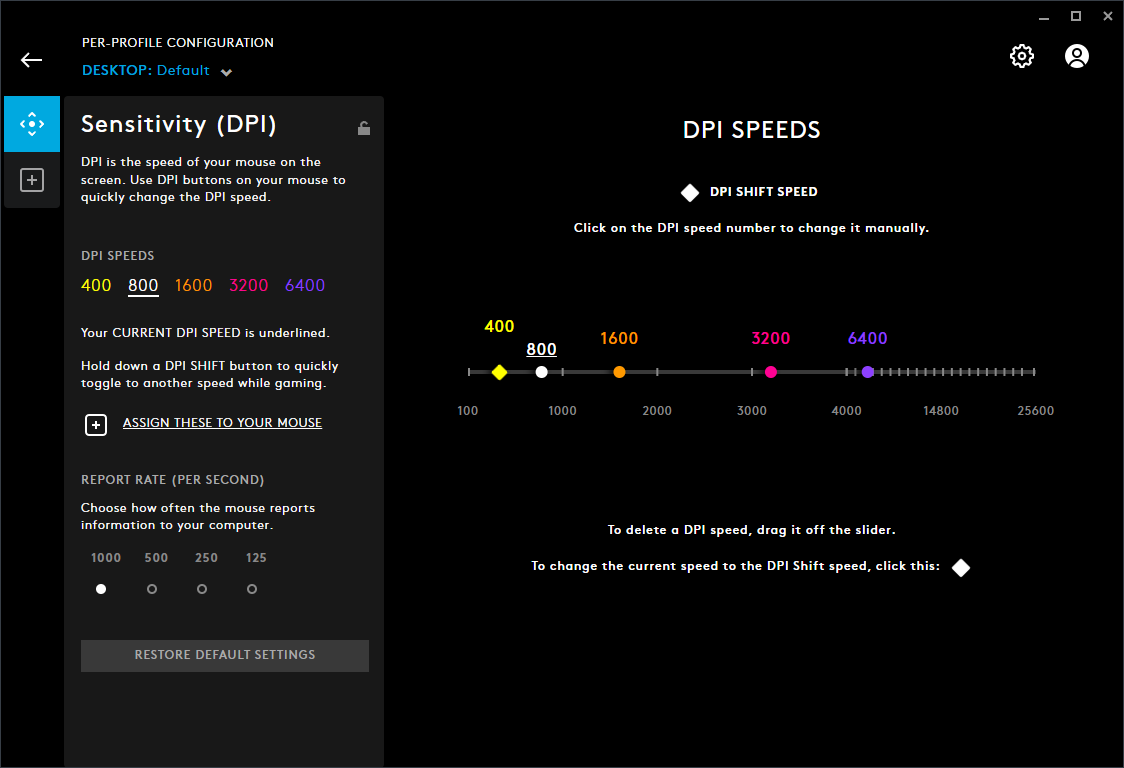 PER-PROFILE CONFIGURATION
DESKTOP: Default
Sensitivity (DPI)
DPI is the speed of your mouse on the
screen. Use DPI buttons on your mouse to
quickly change the DPI speed.
DPI SPEEDS
400 800 1600 3200 6400
Your CURRENT DPI SPEED is underlined.
Hold down a DPI SHIFT button to quickly
toggle to another speed while gaming.
ASSIGN THESE TO YOUR MOUSE
REPORT RATE (PER SECOND)
Choose how often the mouse reports
information to your computer.
1000 500 250 125
RESTORE DEFAULT SETTINGS
DPI SPEEDS
DPI SHIFT SPEED
Click on the DPI speed number to change it manually.
400 800 1600 3200 6400
100 1000 2000 3000 4000 14800 25600
To delete a DPI speed, drag it off the slider.
To change the current speed to the DPI Shift speed, click this: